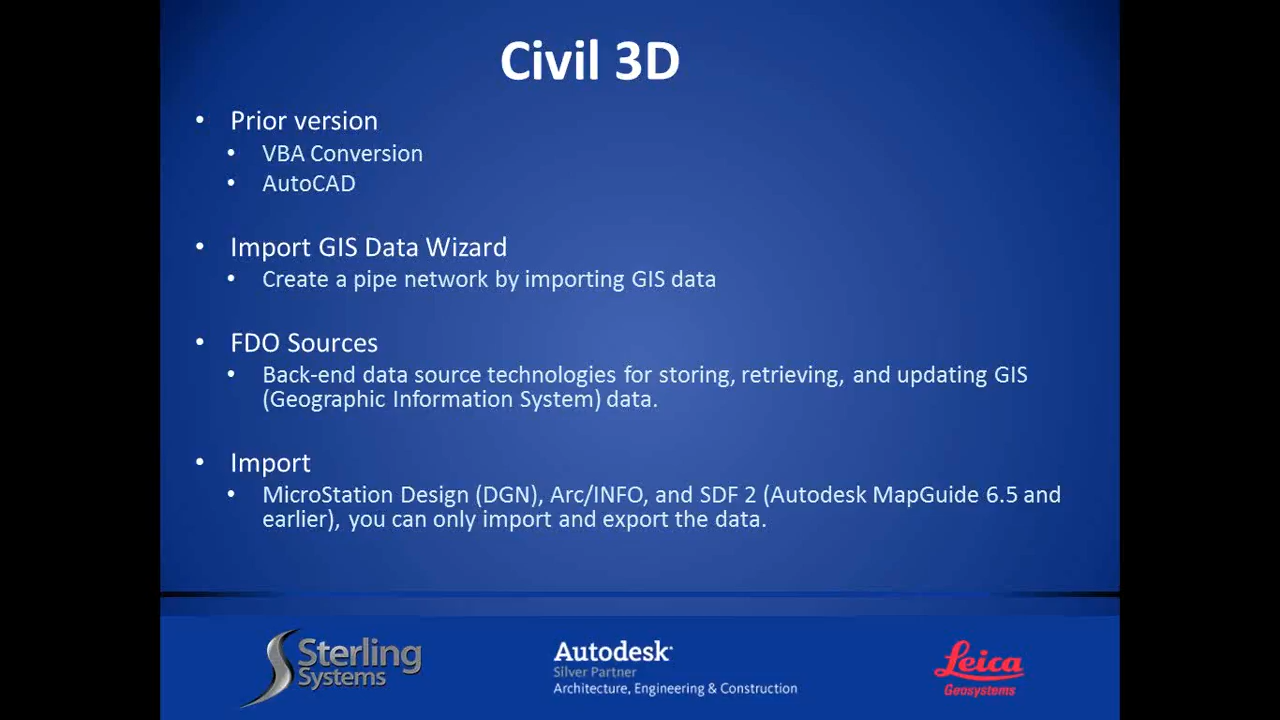 Civil 3D
• Prior version
• VBA Conversion
• AutoCAD
• Import GIS Data Wizard
• Create a pipe network by importing GIS data
• FDO Sources
• Back-end data source technologies for storing, retrieving, and updating GIS
(Geographic Information System) data.
• Import
• MicroStation Design (DGN), Arc/INFO, and SDF 2 (Autodesk MapGuide 6.5 and
earlier), you can only import and export the data.
Sterling
Systems
Autodesk
Silver Partner
Architecture, Engineering & Construction
Leica
Geosystems